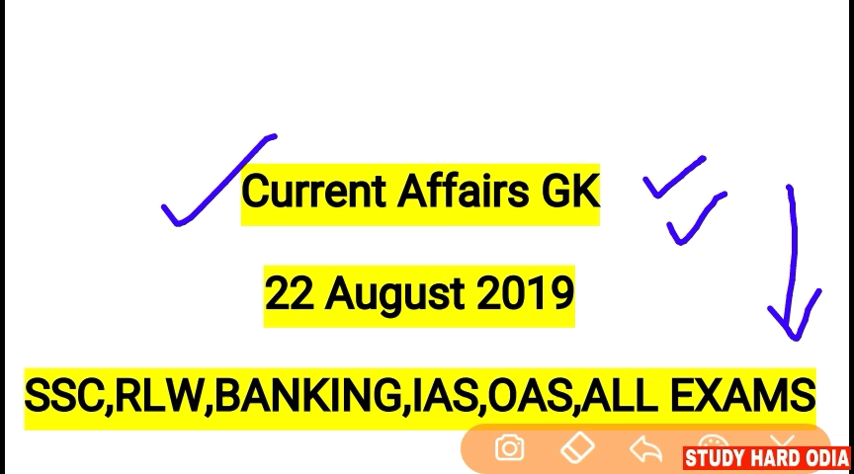 Current Affairs GK
22 August 2019
SSC,RLW,BANKING,IAS,OAS,ALL EXAMS
STUDY HARD ODIA